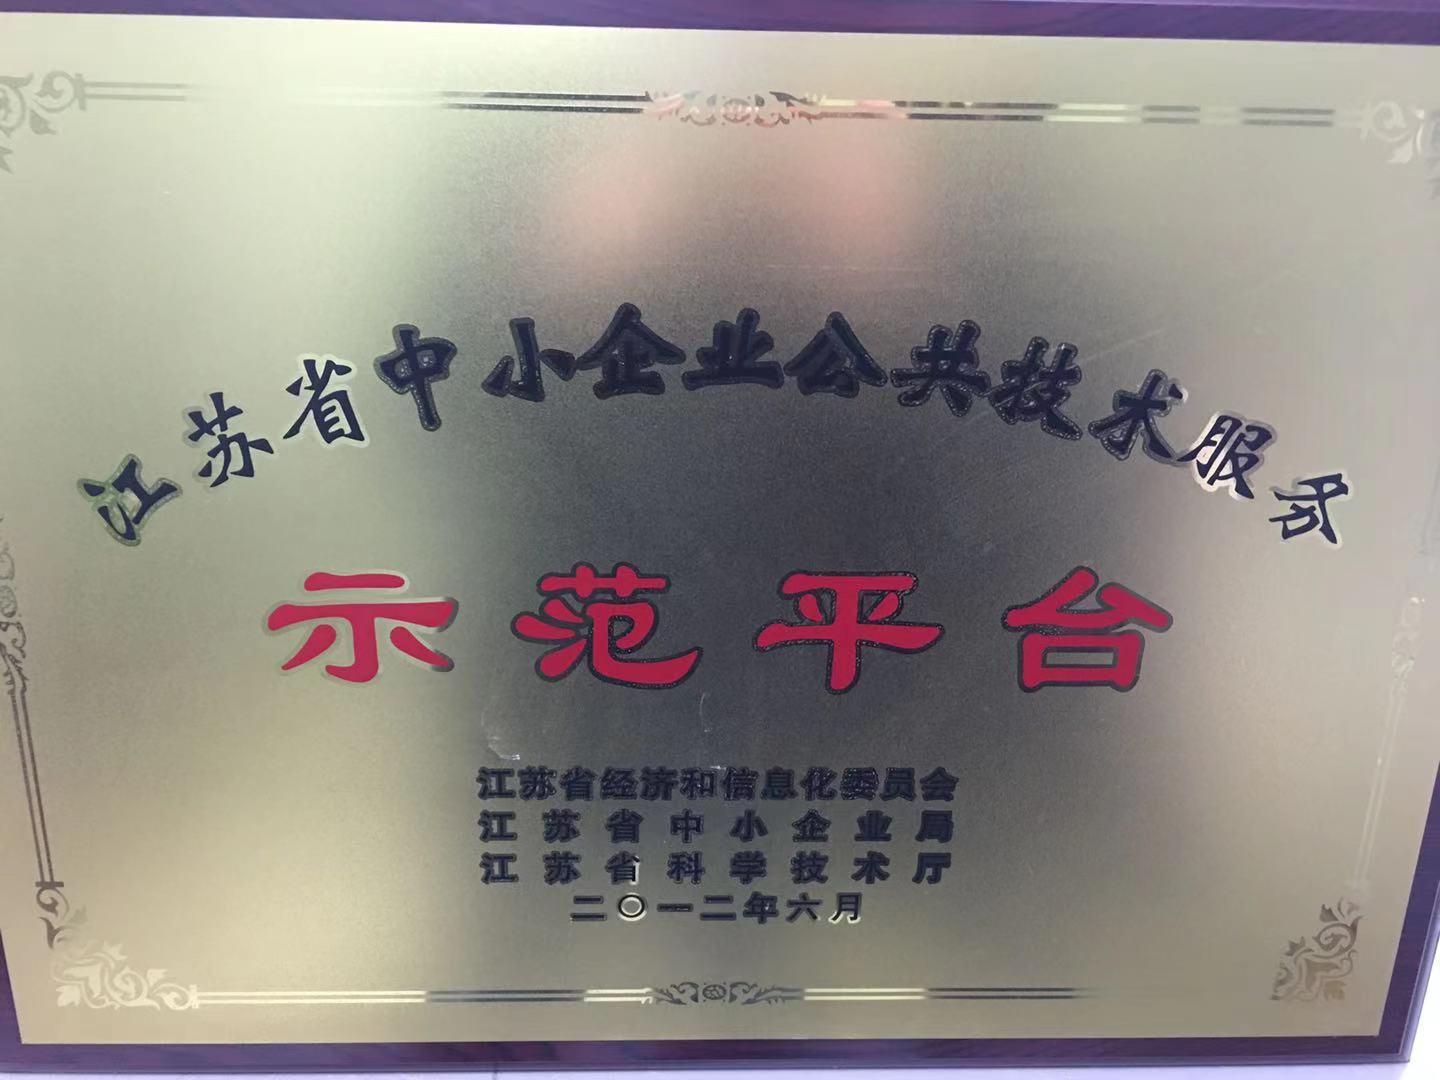 江苏省中小企业公共技术服务
示范平台
江苏省经济和信息化委员会
江苏省中小企业局
江苏省科学技术厅
二〇一二年六月